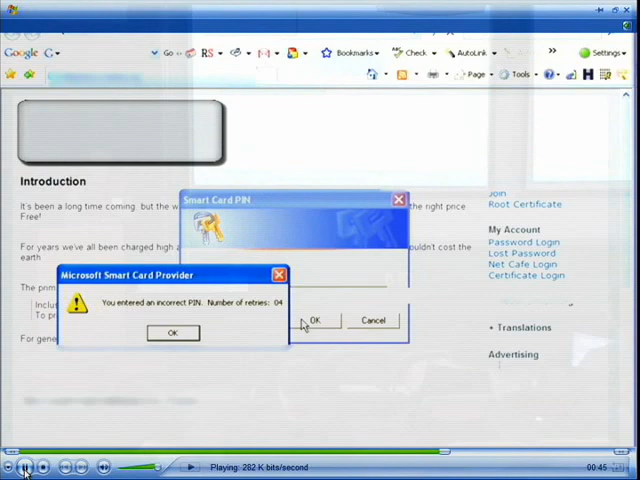 Google G Go RS Bookmarks Check AutoLink » Settings
Page Tools
Introduction
It's been a long time coming. but the w
the right price
Free!
For years we've all been charged high a
uldn't cost the
earth
The prim
Inclu
To pr
For gene
Smart Card PIN
OK
Cancel
Microsoft Smart Card Provider
You entered an incorrect PIN. Number of retries: 04
OK
Join
Root Certificate
My Account
Password Login
Lost Password
Net Cafe Login
Certificate Login
+ Translations
Advertising
Playing: 282 K bits/second
00:45